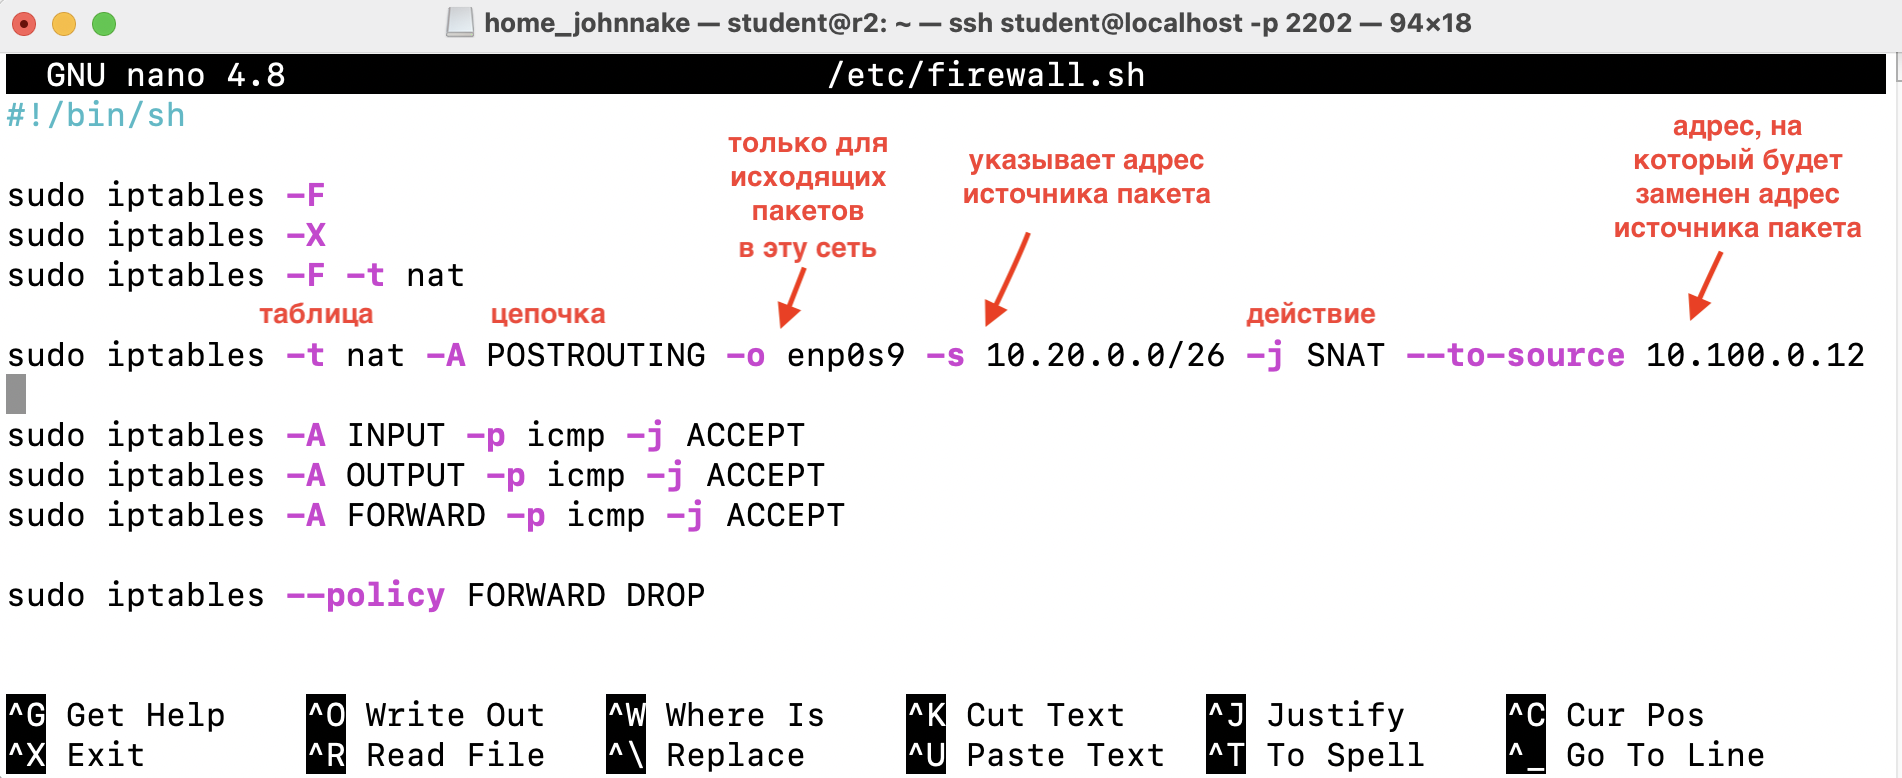 home_johnnake — student@r2: ~ — ssh student@localhost -p 2202 — 94×18
GNU nano 4.8 /etc/firewall.sh
#!/bin/sh
только для
исходящих
пакетов
в эту сеть
указывает адрес
источника пакета
адрес, на
который будет
заменен адрес
источника пакета
sudo iptables -F
sudo iptables -X
sudo iptables -F -t nat
таблица цепочка действие
sudo iptables -t nat -A POSTROUTING -o enp0s9 -s 10.20.0.0/26 -j SNAT --to-source 10.100.0.12
sudo iptables -A INPUT -p icmp -j ACCEPT
sudo iptables -A OUTPUT -p icmp -j ACCEPT
sudo iptables -A FORWARD -p icmp -j ACCEPT
sudo iptables --policy FORWARD DROP
^G Get Help ^O Write Out ^W Where Is ^K Cut Text ^J Justify ^C Cur Pos
^X Exit ^R Read File ^\ Replace ^U Paste Text ^T To Spell ^_ Go To Line